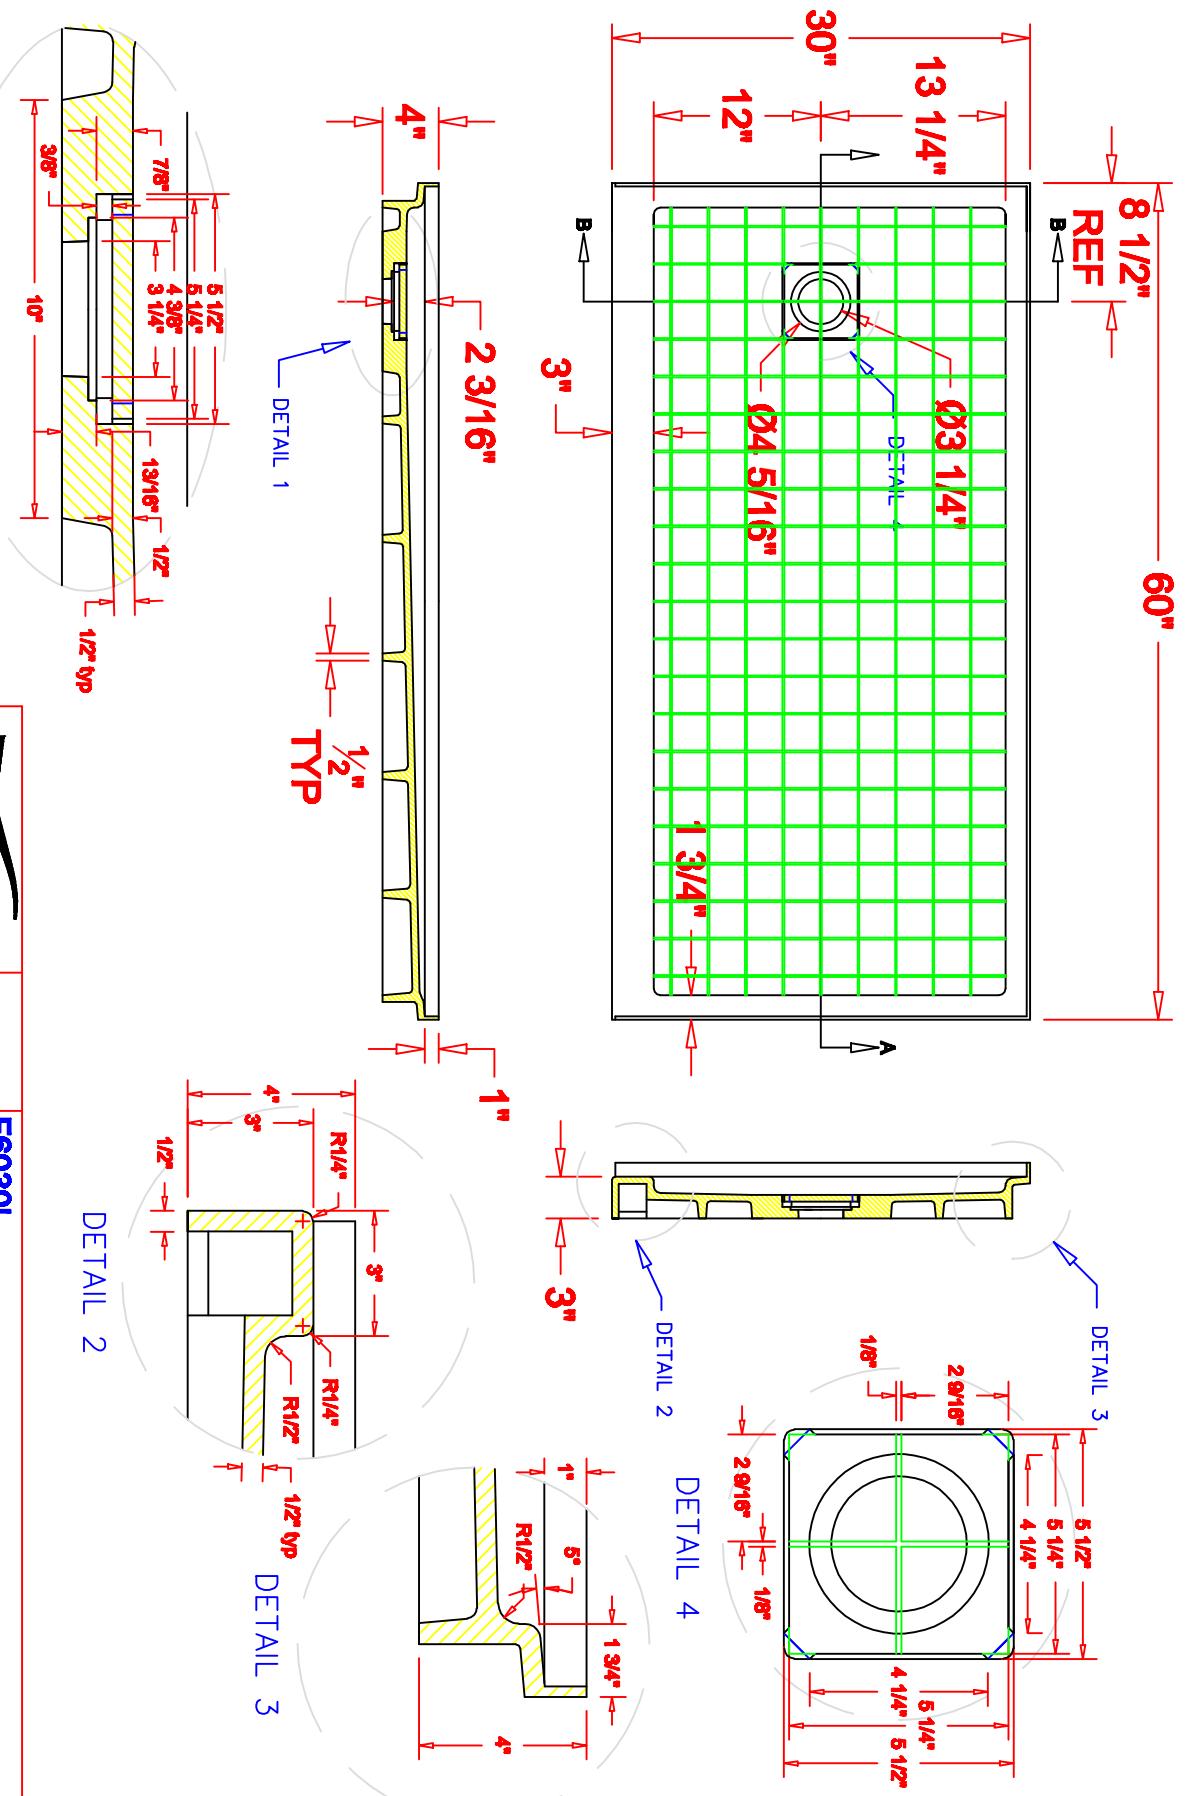 60"
8 1/2"
REF
B
B
30"
13 1/4"
12"
Ø3 1/4"
DETAIL 4
Ø4 5/16"
3"
1 3/4"
A
4"
2 3/16"
DETAIL 1
1/2"
TYP
1"
3"
DETAIL 3
DETAIL 2
7/8"
3/8"
5 1/2"
5 1/4"
4 3/8"
3 1/4"
10"
13/16"
1/2"
1/2" typ
4"
3"
R1/4"
1/2"
3"
R1/4"
R1/2"
1/2" typ
DETAIL 2
1"
5°
R1/2"
1 3/4"
4"
DETAIL 3
2 9/16"
1/8"
2 9/16"
1/8"
5 1/2"
5 1/4"
4 1/4"
4 1/4"
5 1/4"
5 1/2"
DETAIL 4